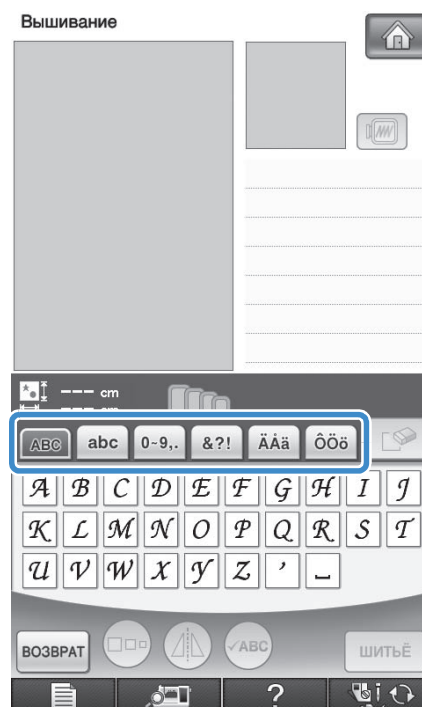 Вышивание
--- cm
--- cm
ABC abc 0~9,. &?! ÄÅä ÔÖö
A B C D E F G H I J
K L M N O P Q R S T
U V W X Y Z ’ ⎵
ВОЗВРАТ ✓ABC ШИТЬЁ
?